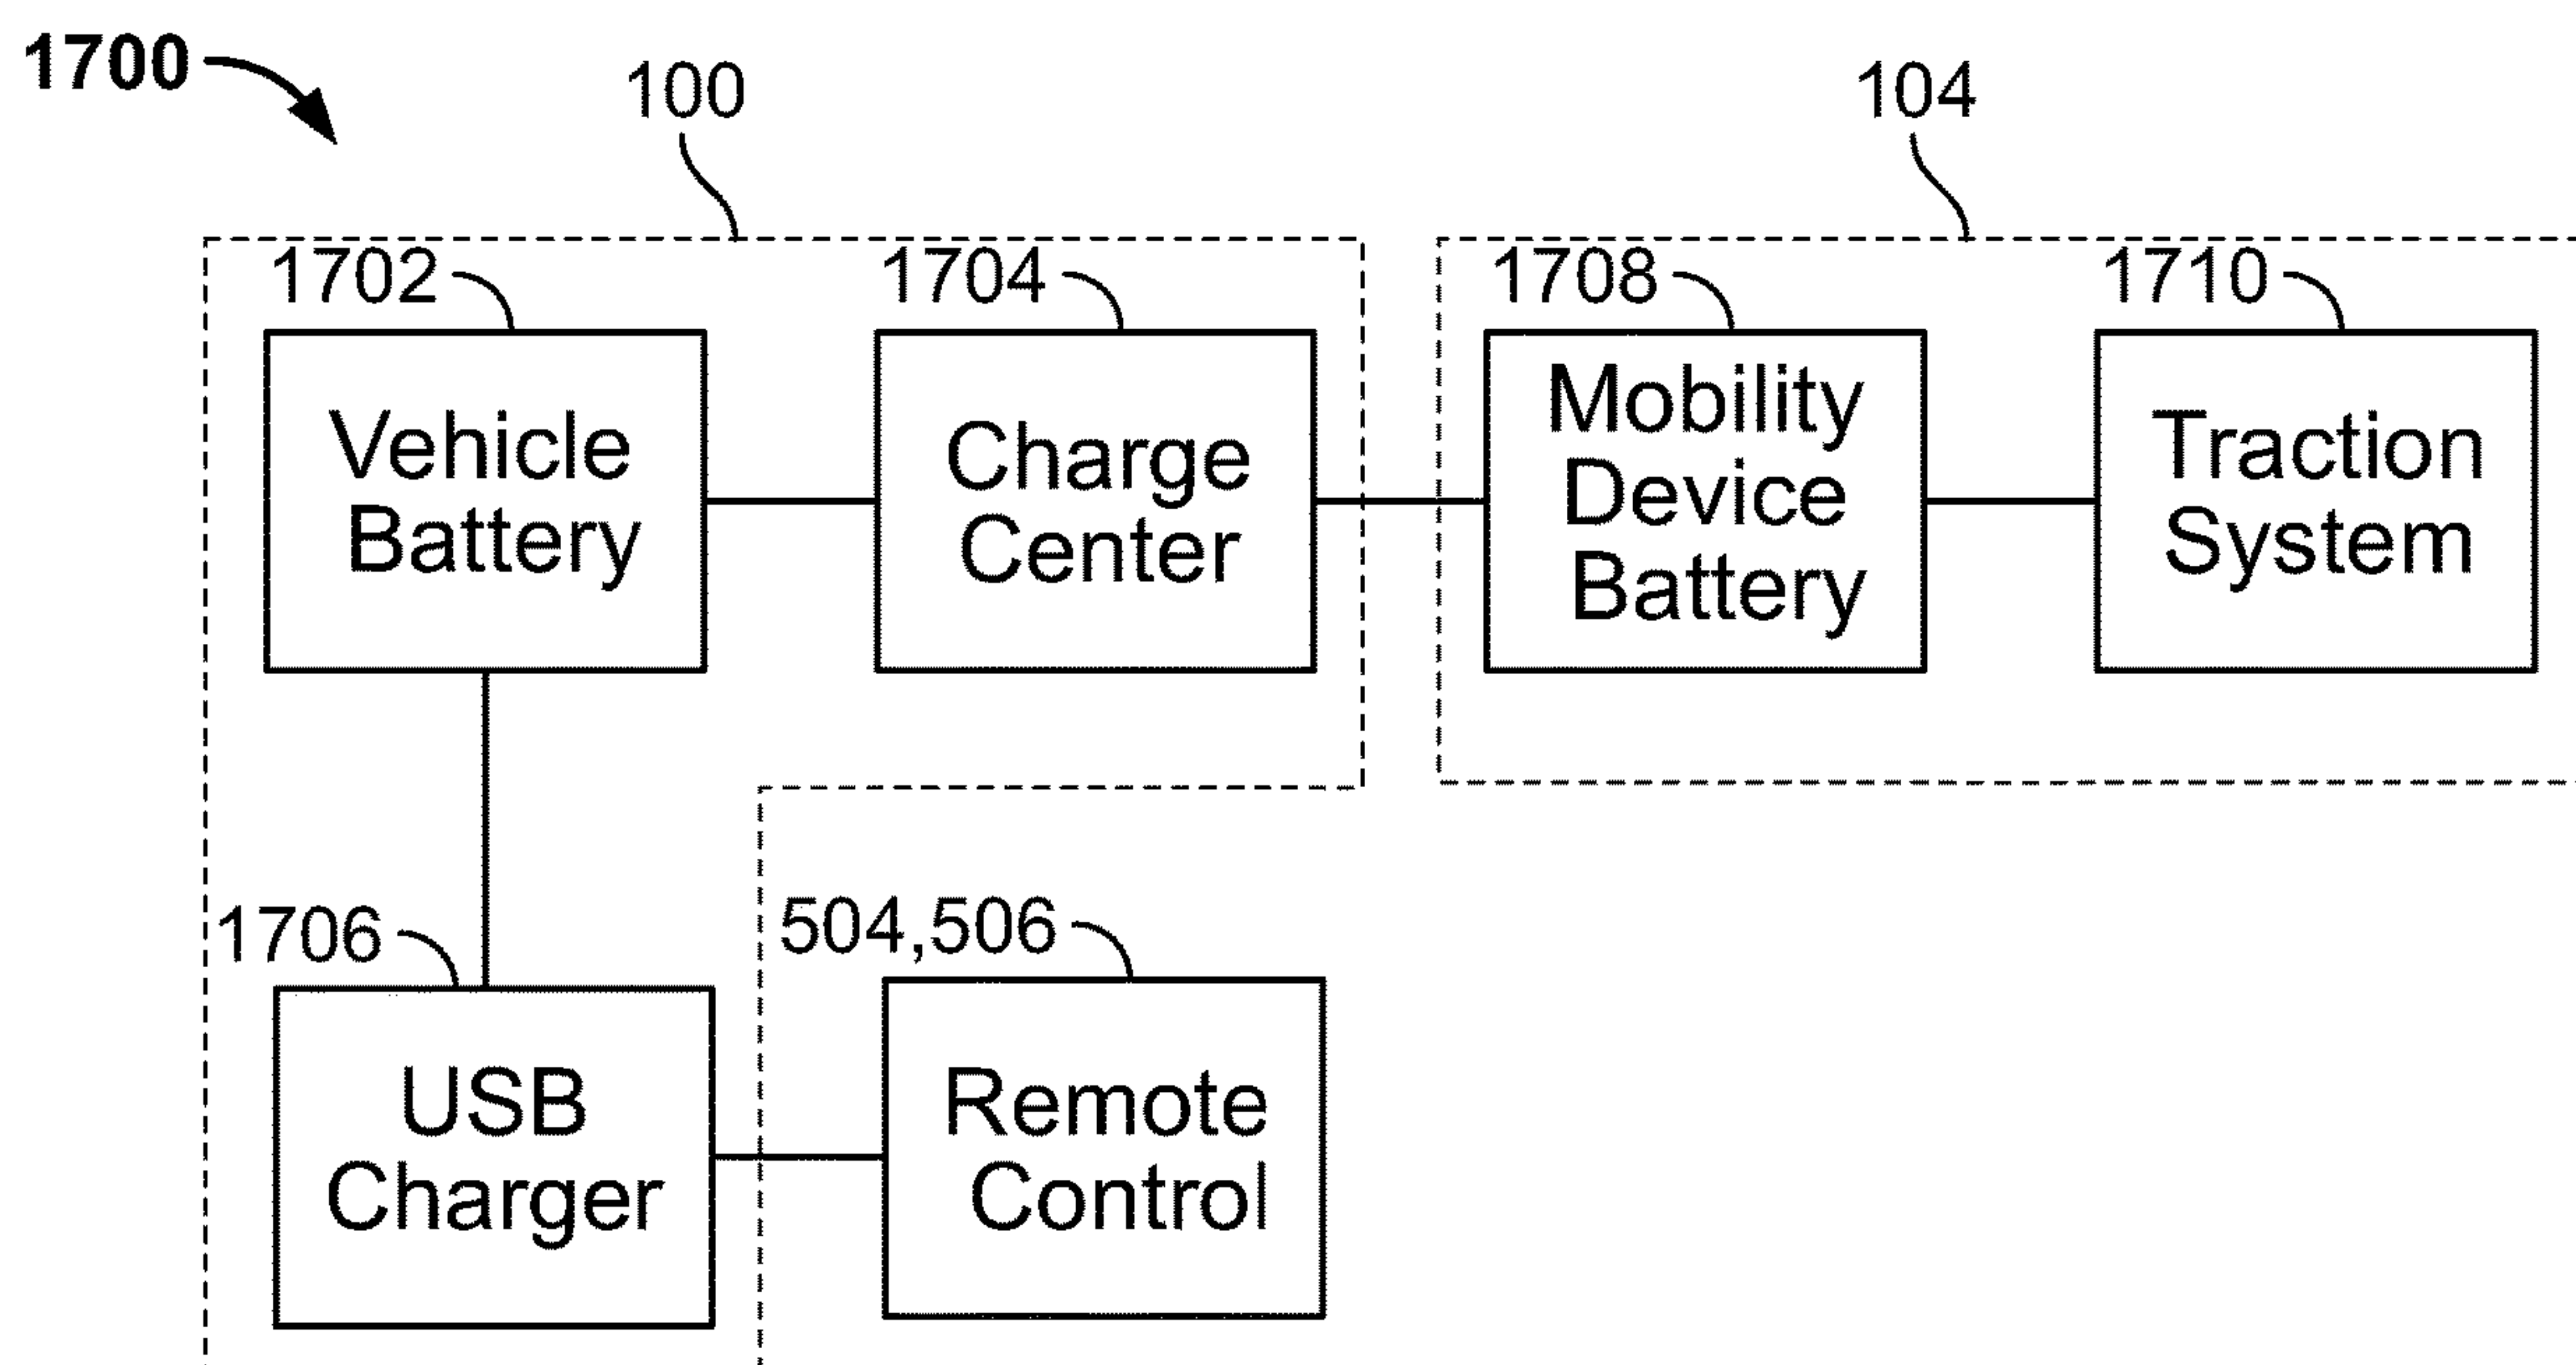 1700
100
104
1702
1704
1708
1710
Vehicle
Battery
Charge
Center
Mobility
Device
Battery
Traction
System
1706
504,506
USB
Charger
Remote
Control